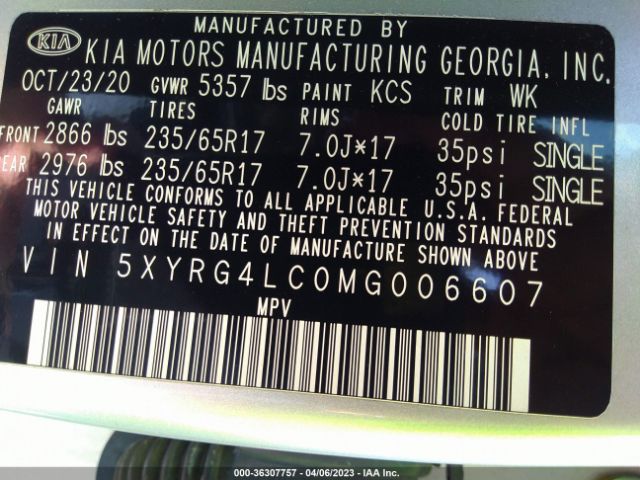 MANUFACTURED BY
KIA KIA MOTORS MANUFACTURING GEORGIA, INC.
OCT/23/20 GVWR 5357 lbs PAINT KCS TRIM WK
GAWR TIRES RIMS COLD TIRE INFL
FRONT 2866 lbs 235/65R17 7.0J*17 35psi SINGLE
EAR 2976 lbs 235/65R17 7.0J*17 35psi SINGLE
THIS VEHICLE CONFORMS TO ALL APPLICABLE U.S.A. FEDERAL
MOTOR VEHICLE SAFETY AND THEFT PREVENTION STANDARDS
IN EFFECT ON THE DATE OF MANUFACTURE SHOWN ABOVE
VIN 5XYRG4LC0MG006607
MPV
000-36307757 - 04/06/2023 - IAA Inc.